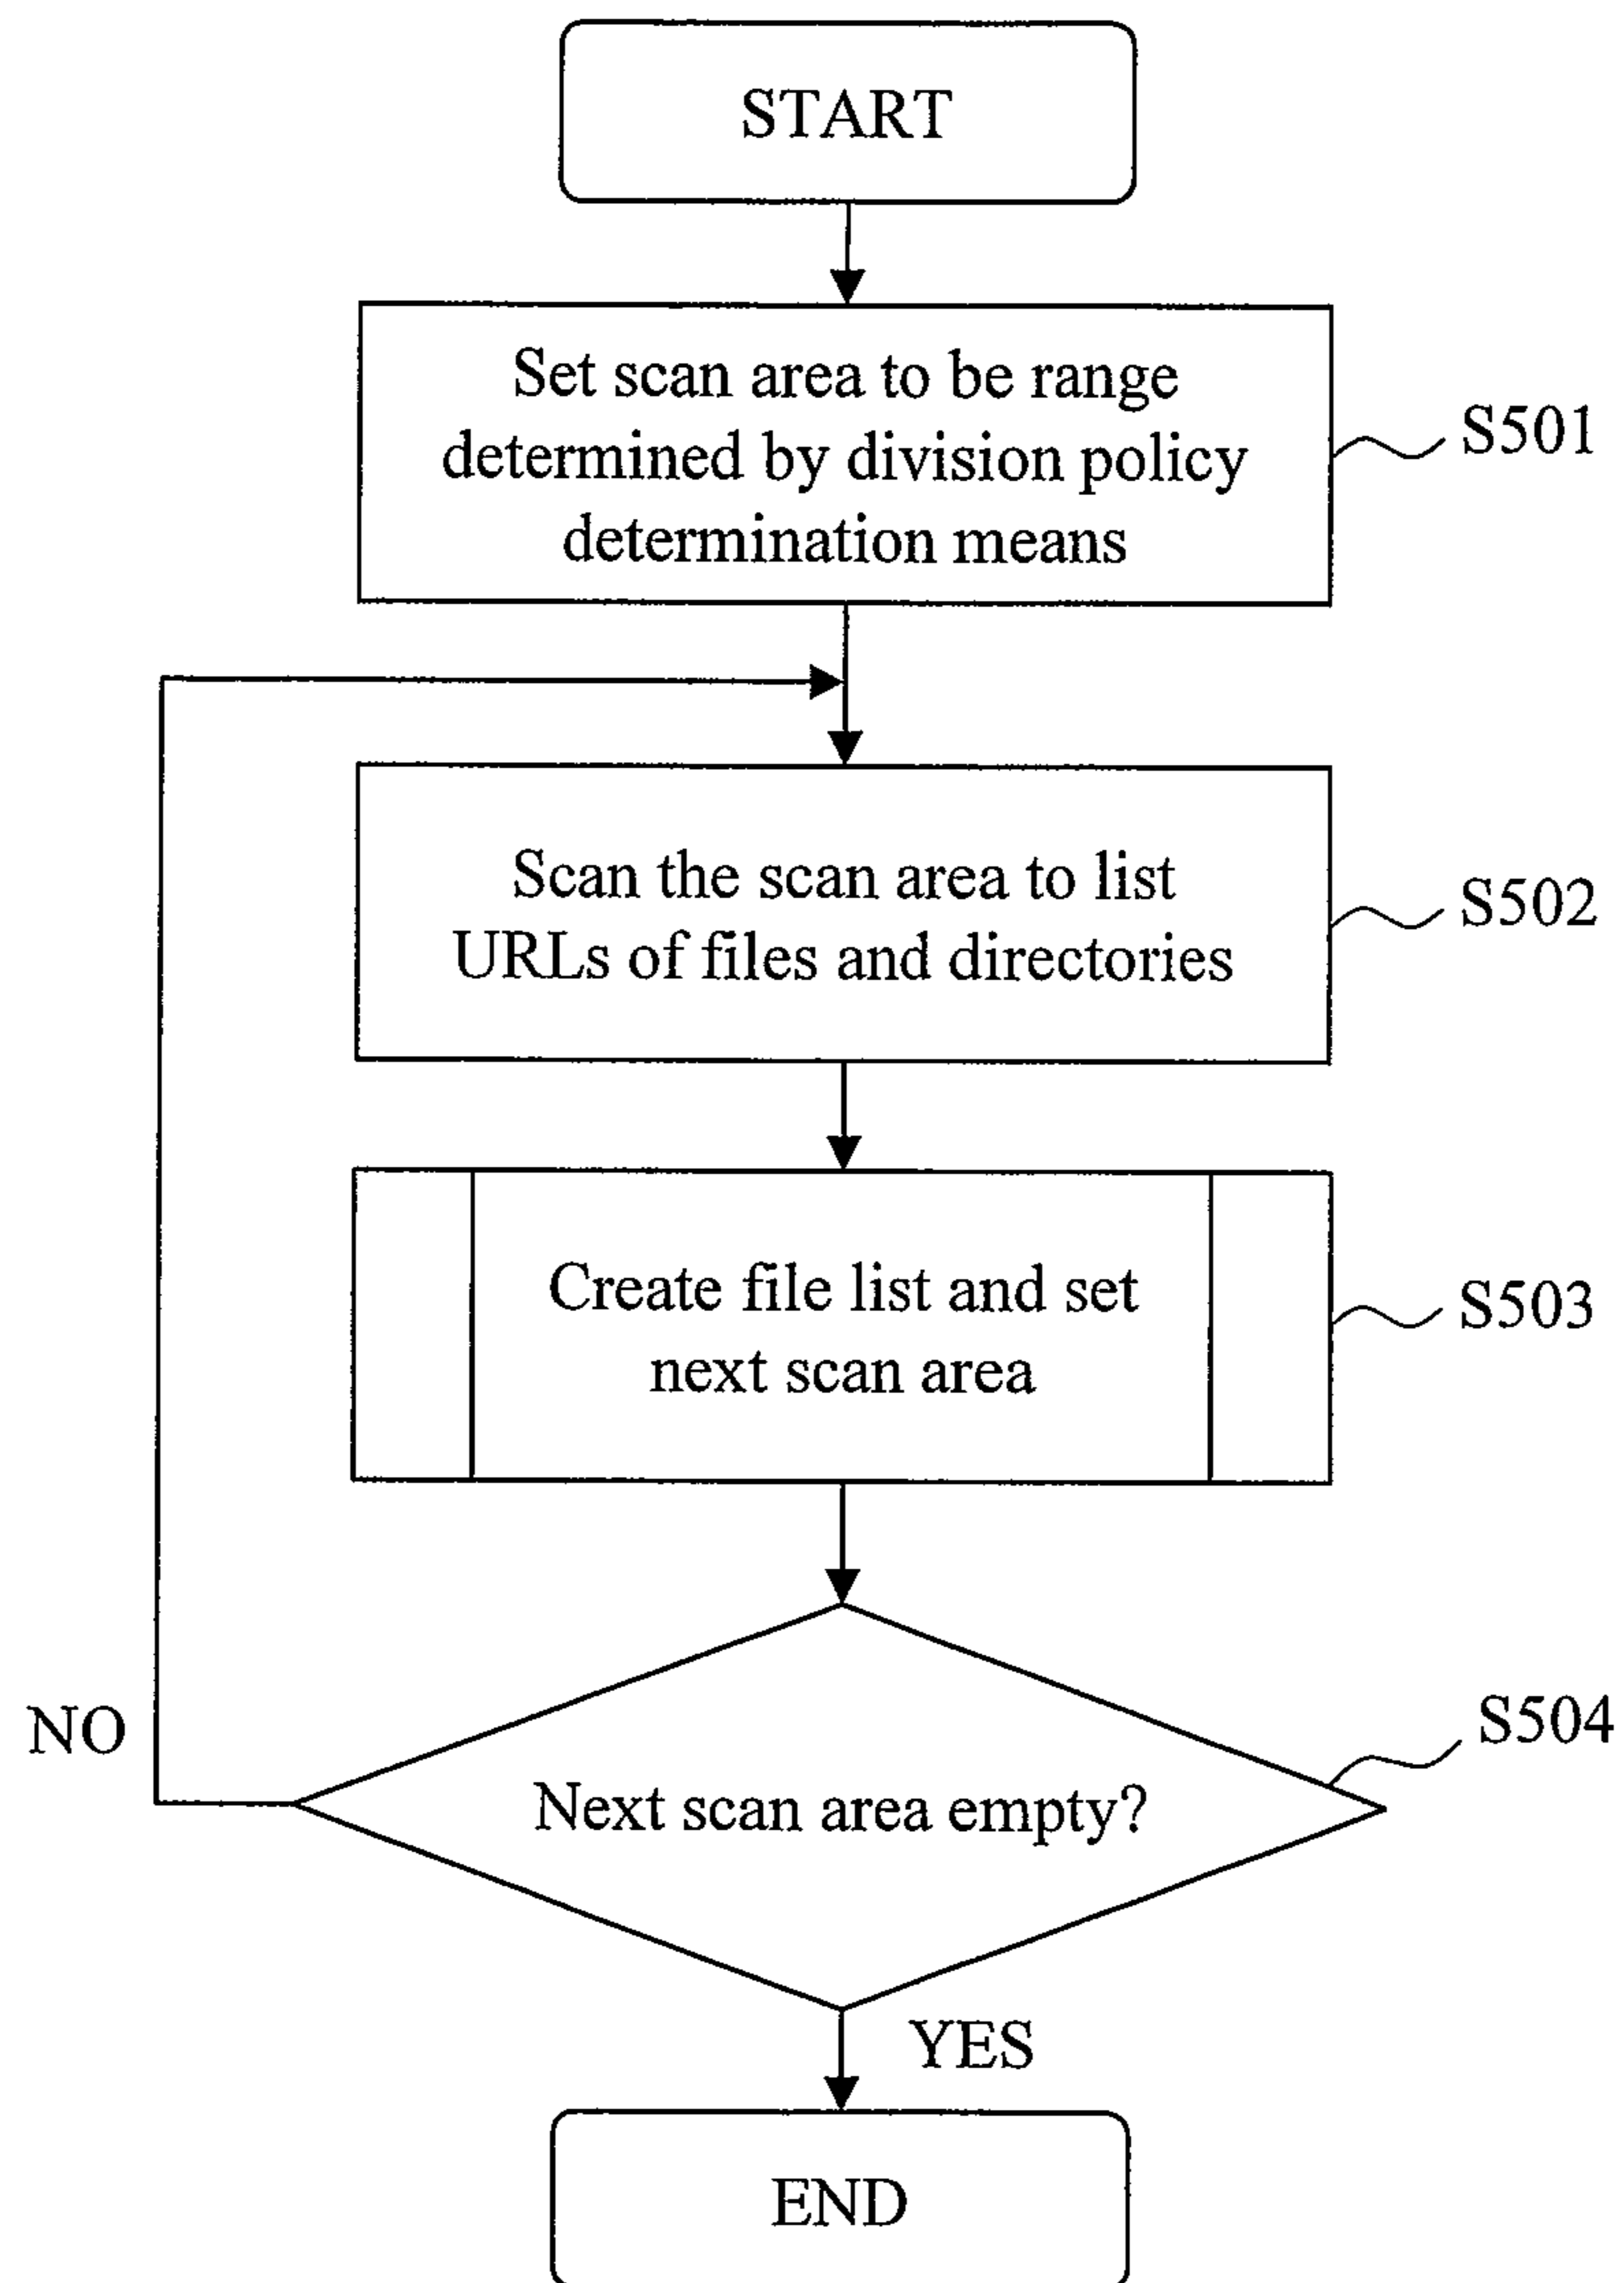 START
Set scan area to be range
determined by division policy
determination means
S501
Scan the scan area to list
URLs of files and directories
S502
Create file list and set
next scan area
S503
NO
Next scan area empty?
S504
YES
END